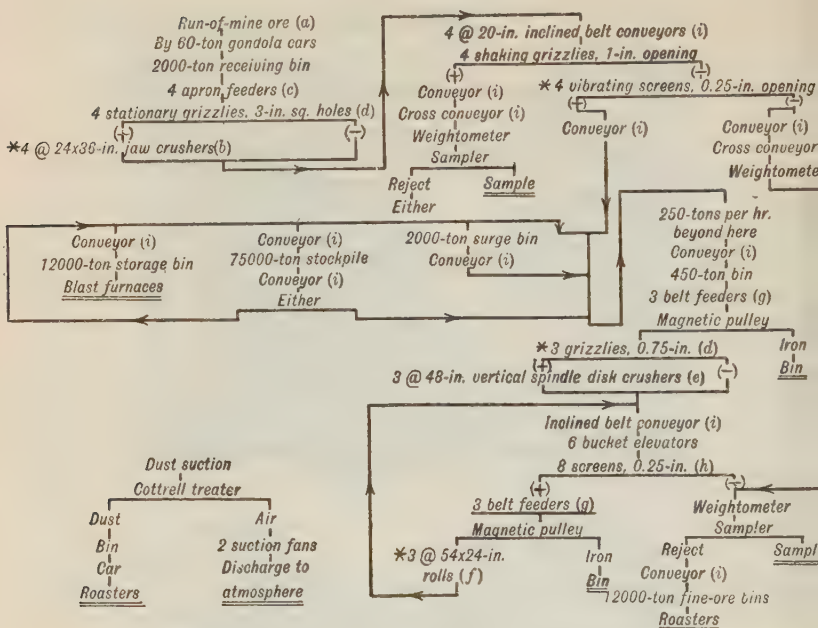 Run-of-mine ore (a)
By 60-ton gondola cars
2000-ton receiving bin
4 apron feeders (c)
4 stationary grizzlies, 3-in. sq. holes (d)
(+) (-)
*4 @ 24x36-in. jaw crushers(b)
4 @ 20-in. inclined belt conveyors (i)
4 shaking grizzlies, 1-in. opening
(+) (-)
Conveyor (i)
Cross conveyor (i)
Weightometer
Sampler
Reject Sample
Either
*4 vibrating screens, 0.25-in. opening
(+) (-)
Conveyor (i)
Conveyor (i)
Cross conveyor
Weightometer
Conveyor (i)
12000-ton storage bin
Blast furnaces
Conveyor (i)
75000-ton stockpile
Conveyor (i)
Either
2000-ton surge bin
Conveyor (i)
250-tons per hr.
beyond here
Conveyor (i)
450-ton bin
3 belt feeders (g)
Magnetic pulley
Iron
Bin
*3 grizzlies, 0.75-in. (d)
(+) (-)
3 @ 48-in. vertical spindle disk crushers (e)
Inclined belt conveyor (i)
6 bucket elevators
8 screens, 0.25-in. (h)
(+) (-)
3 belt feeders (g)
Magnetic pulley
*3 @ 54x24-in.
rolls (f)
Iron
Bin
Weightometer
Sampler
Reject Sampl
Conveyor (i)
12000-ton fine-ore bins
Roasters
Dust suction
Cottrell treater
Dust Air
Bin
Car
Roasters
2 suction fans
Discharge to
atmosphere